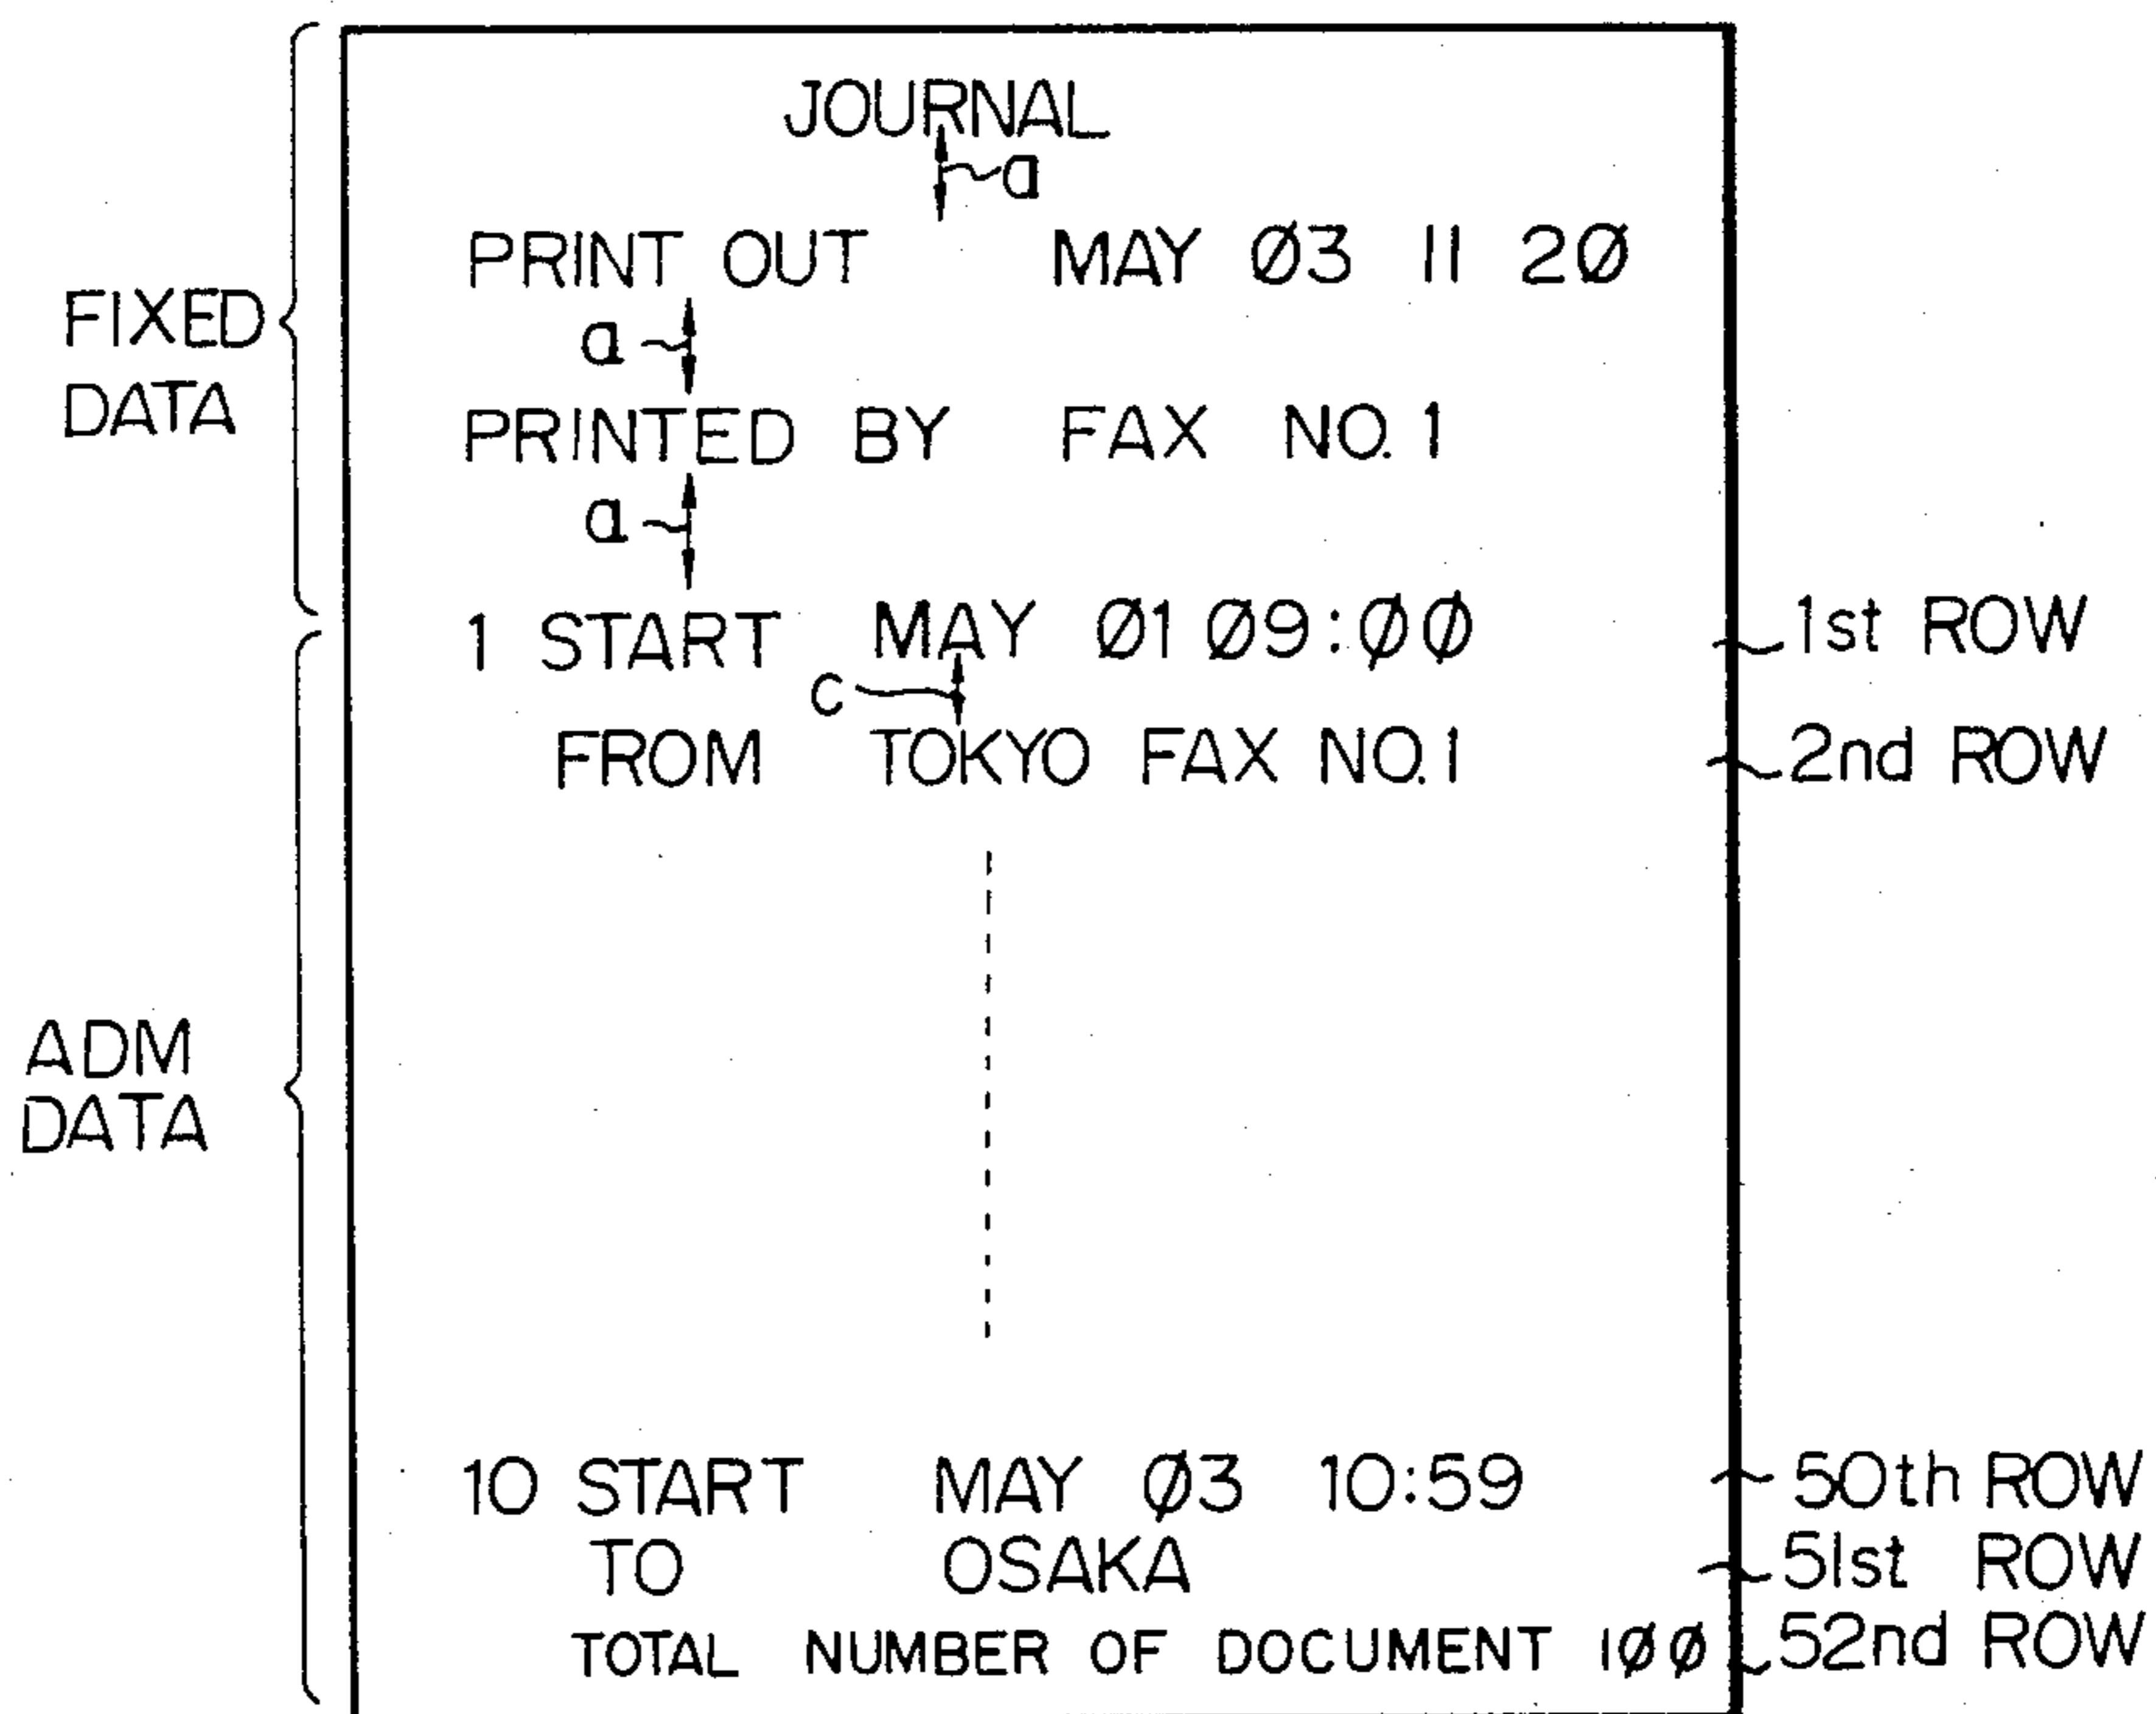 JOURNAL
a
PRINT OUT MAY Ø3 11 2Ø
FIXED DATA
a
PRINTED BY FAX NO.1
a
1 START MAY Ø1 Ø9:ØØ 1st ROW
c
FROM TOKYO FAX NO.1 2nd ROW
ADM DATA
10 START MAY Ø3 10:59 50th ROW
TO OSAKA 51st ROW
TOTAL NUMBER OF DOCUMENT 1ØØ 52nd ROW